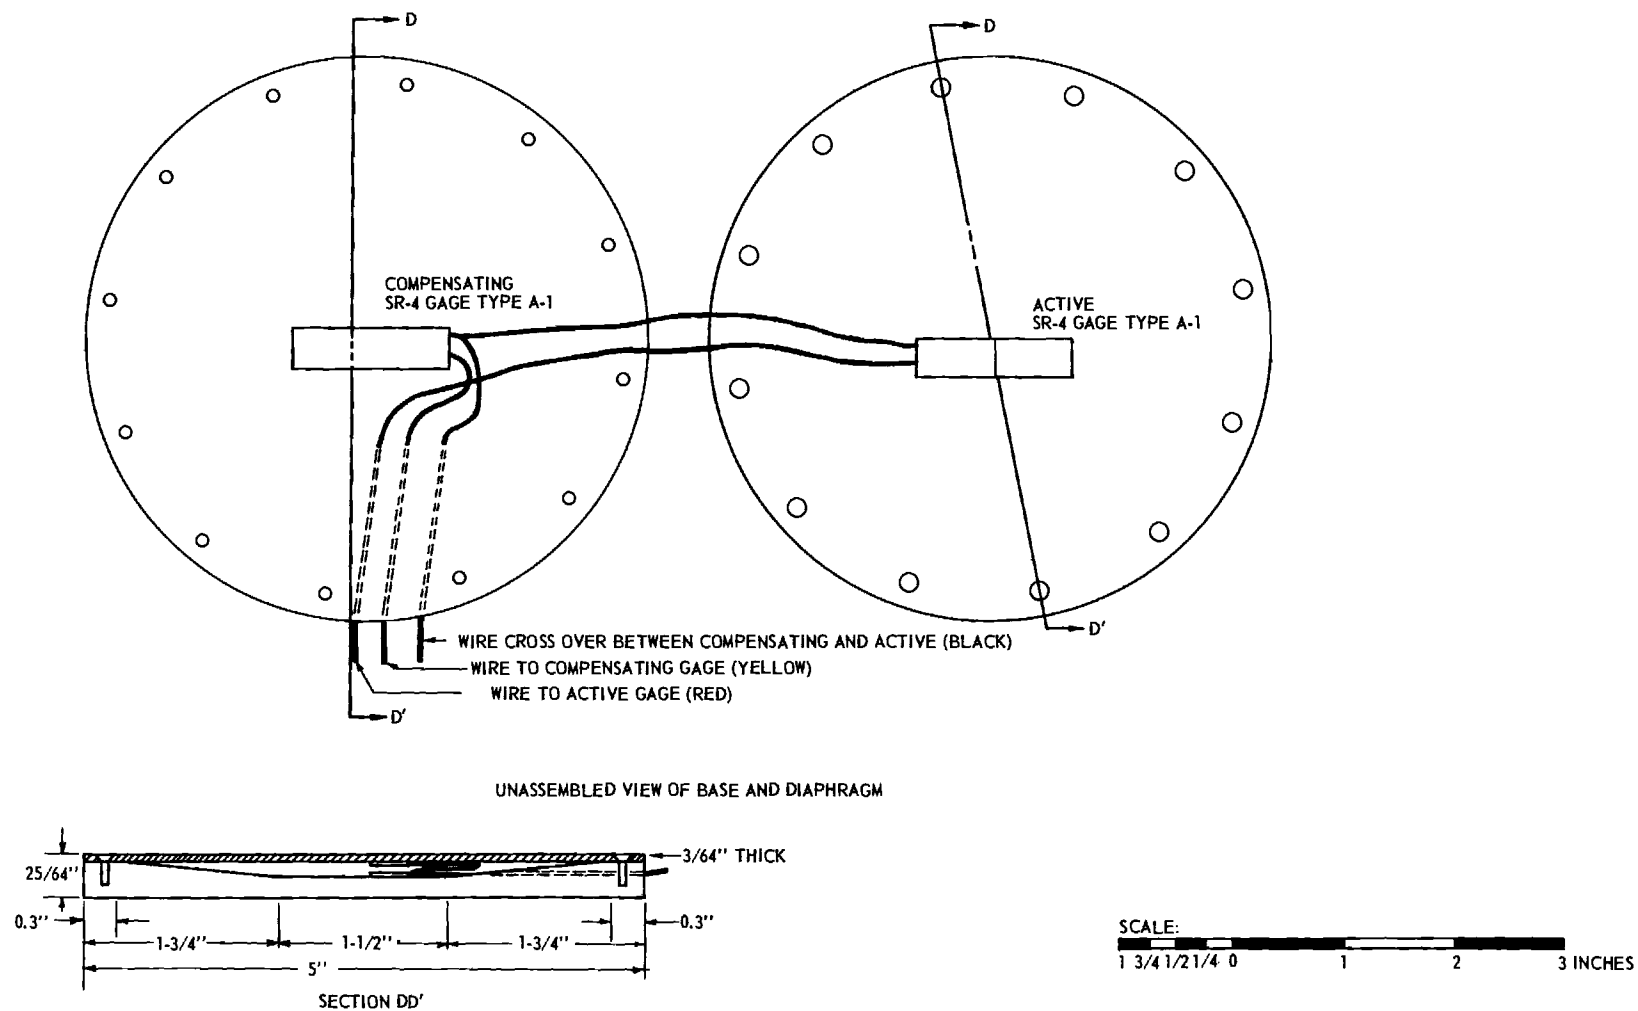 D
D
COMPENSATING
SR-4 GAGE TYPE A-1
ACTIVE
SR-4 GAGE TYPE A-1
WIRE CROSS OVER BETWEEN COMPENSATING AND ACTIVE (BLACK)
D'
WIRE TO COMPENSATING GAGE (YELLOW)
WIRE TO ACTIVE GAGE (RED)
D'
UNASSEMBLED VIEW OF BASE AND DIAPHRAGM
3/64'' THICK
25/64''
0.3''
0.3''
1-3/4''
1-1/2''
1-3/4''
5''
SECTION DD'
SCALE:
1 3/4 1/2 1/4 0 1 2 3 INCHES